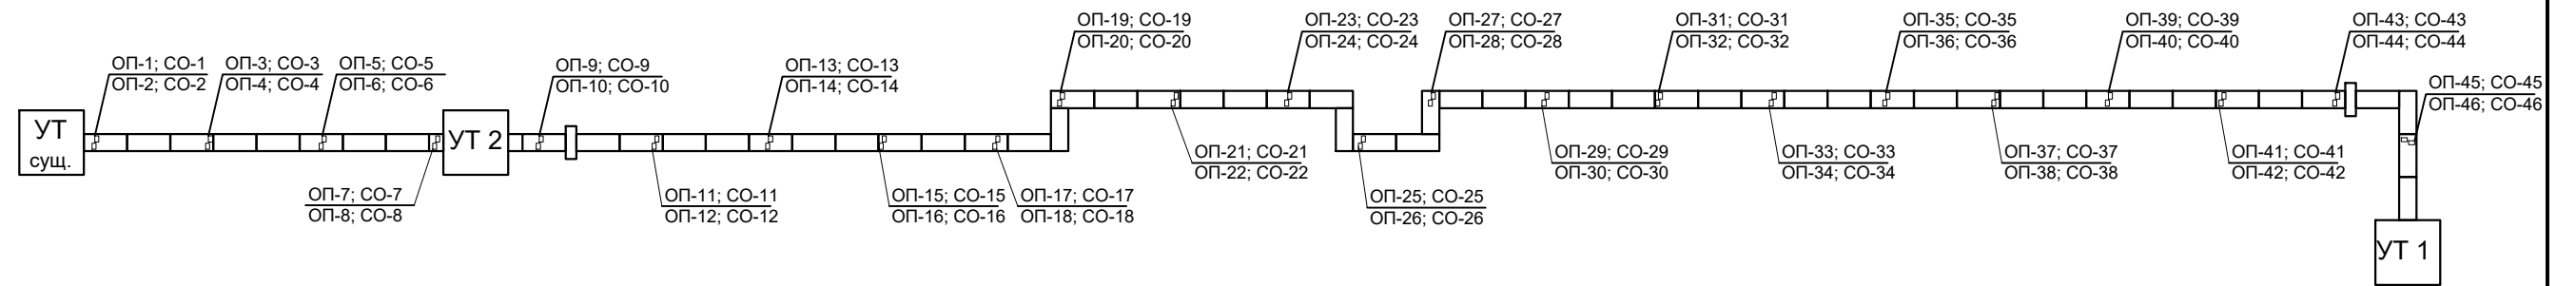 ОП-19; СО-19
ОП-20; СО-20
ОП-23; СО-23
ОП-24; СО-24
ОП-27; СО-27
ОП-28; СО-28
ОП-31; СО-31
ОП-32; СО-32
ОП-35; СО-35
ОП-36; СО-36
ОП-39; СО-39
ОП-40; СО-40
ОП-43; СО-43
ОП-44; СО-44
ОП-1; СО-1
ОП-2; СО-2
ОП-3; СО-3
ОП-4; СО-4
ОП-5; СО-5
ОП-6; СО-6
ОП-9; СО-9
ОП-10; СО-10
ОП-13; СО-13
ОП-14; СО-14
ОП-45; СО-45
ОП-46; СО-46
УТ
сущ.
УТ 2
ОП-21; СО-21
ОП-22; СО-22
ОП-29; СО-29
ОП-30; СО-30
ОП-33; СО-33
ОП-34; СО-34
ОП-37; СО-37
ОП-38; СО-38
ОП-41; СО-41
ОП-42; СО-42
ОП-7; СО-7
ОП-8; СО-8
ОП-11; СО-11
ОП-12; СО-12
ОП-15; СО-15
ОП-16; СО-16
ОП-17; СО-17
ОП-18; СО-18
ОП-25; СО-25
ОП-26; СО-26
УТ 1